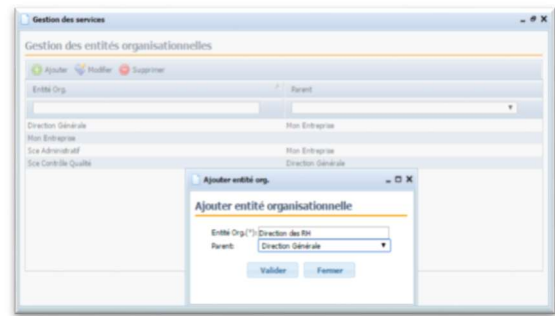 Gestion des services
Gestion des entités organisationnelles
Ajouter Modifier Supprimer
Entité Org. Parent
Direction Générale Mon Entreprise
Mon Entreprise
Sce Administratif Mon Entreprise
Sce Contrôle Qualité Direction Générale
Ajouter entité org.
Ajouter entité organisationnelle
Entité Org.(*): Direction des RH
Parent: Direction Générale
Valider Fermer